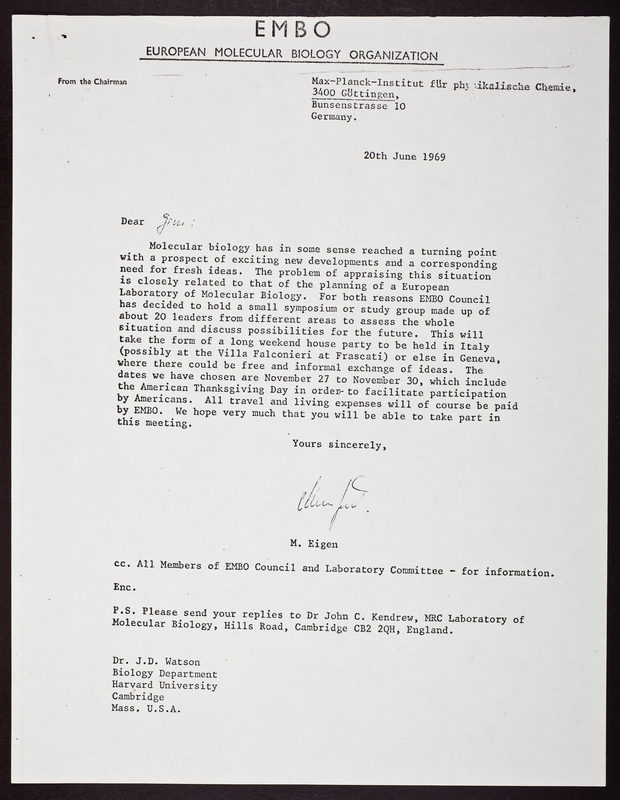 EMBO
EUROPEAN MOLECULAR BIOLOGY ORGANIZATION
From the Chairman
Max-Planck-Institut für physikalische Chemie,
3400 Güttingen,
Bunsenstrasse 10
Germany.
20th June 1969
Dear Jim:
Molecular biology has in some sense reached a turning point
with a prospect of exciting new developments and a corresponding
need for fresh ideas. The problem of appraising this situation
is closely related to that of the planning of a European
Laboratory of Molecular Biology. For both reasons EMBO Council
has decided to hold a small symposium or study group made up of
about 20 leaders from different areas to assess the whole
situation and discuss possibilities for the future. This will
take the form of a long weekend house party to be held in Italy
(possibly at the Villa Falconieri at Frascati) or else in Geneva,
where there could be free and informal exchange of ideas. The
dates we have chosen are November 27 to November 30, which include
the American Thanksgiving Day in order to facilitate participation
by Americans. All travel and living expenses will of course be paid
by EMBO. We hope very much that you will be able to take part in
this meeting.
Yours sincerely,
M. Eigen
cc. All Members of EMBO Council and Laboratory Committee - for information.
Enc.
P.S. Please send your replies to Dr John C. Kendrew, MRC Laboratory of
Molecular Biology, Hills Road, Cambridge CB2 2QH, England.
Dr. J.D. Watson
Biology Department
Harvard University
Cambridge
Mass. U.S.A.